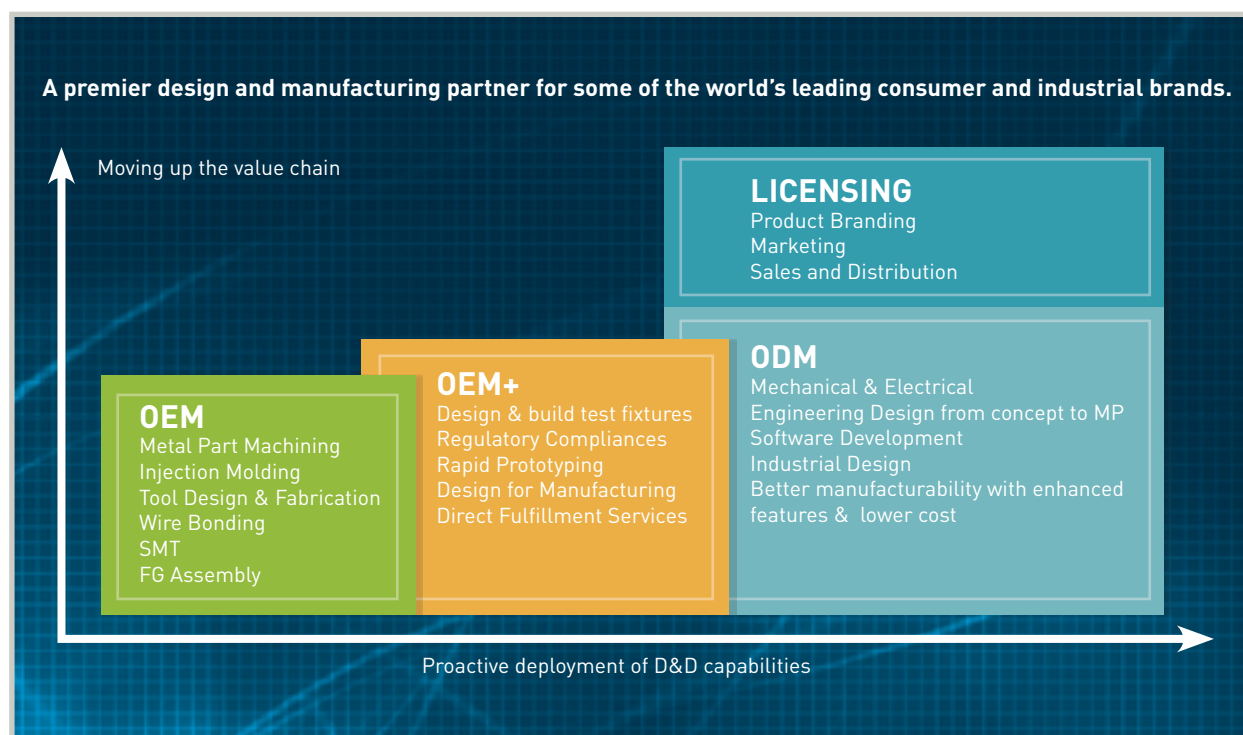 A premier design and manufacturing partner for some of the world’s leading consumer and industrial brands.
Moving up the value chain
LICENSING
Product Branding
Marketing
Sales and Distribution
OEM
Metal Part Machining
Injection Molding
Tool Design & Fabrication
Wire Bonding
SMT
FG Assembly
OEM+
Design & build test fixtures
Regulatory Compliances
Rapid Prototyping
Design for Manufacturing
Direct Fulfillment Services
ODM
Mechanical & Electrical
Engineering Design from concept to MP
Software Development
Industrial Design
Better manufacturability with enhanced
features & lower cost
Proactive deployment of D&D capabilities